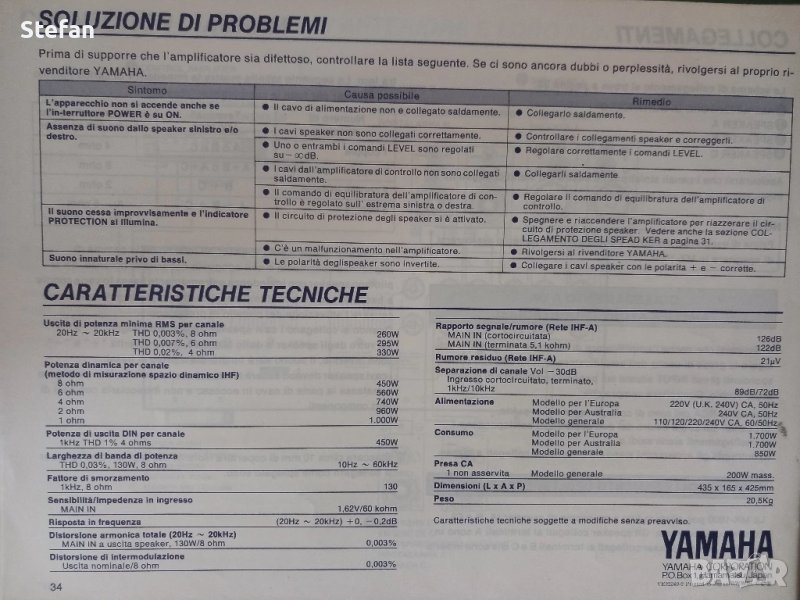 Stefan
SOLUZIONE DI PROBLEMI
Prima di supporre che l'amplificatore sia difettoso, controllare la lista seguente. Se ci sono ancora dubbi o perplessità, rivolgersi al proprio ri-
venditore YAMAHA.
Sintomo Causa possibile Rimedio
L'apparecchio non si accende anche se
l'in-terruttore POWER è su ON.
● Il cavo di alimentazione non e collegato saldamente.
● Collegarlo saldamente.
Assenza di suono dallo speaker sinistro e/o
destro.
● I cavi speaker non sono collegati correttamente.
● Controllare i collegamenti speaker e correggerli.
● Uno o entrambi i comandi LEVEL sono regolati
su −∞dB.
● Regolare correttamente i comandi LEVEL.
● I cavi dall'amplificatore di controllo non sono collegati
saldamente.
● Collegarli saldamente.
● Il comando di equilibratura dell'amplificatore di con-
trollo è regolato sull' estrema sinistra o destra.
● Regolare il comando di equilibratura dell'amplificatore di
controllo.
Il suono cessa improvvisamente e l'indicatore
PROTECTION si illumina.
● Il circuito di protezione degli speaker si è attivato.
● Spegnere e riaccendere l'amplificatore per riazzerare il cir-
cuito di protezione speaker. Vedere anche la sezione COL-
LEGAMENTO DEGLI SPEAD KER a pagina 31.
● C'è un malfunzionamento nell'amplificatore.
● Rivolgersi al rivenditore YAMAHA.
Suono innaturale privo di bassi.
● Le polarità deglispeaker sono invertite.
● Collegare i cavi speaker con le polarità + e − corrette.
CARATTERISTICHE TECNICHE
Uscita di potenza minima RMS per canale
20Hz ~ 20kHz THD 0,003%, 8 ohm 260W
THD 0,007%, 6 ohm 295W
THD 0,02%, 4 ohm 330W
Potenza dinamica per canale
(metodo di misurazione spazio dinamico IHF)
8 ohm 450W
6 ohm 560W
4 ohm 740W
2 ohm 960W
1 ohm 1.000W
Potenza di uscita DIN per canale
1kHz THD 1% 4 ohms 450W
Larghezza di banda di potenza
THD 0,03%, 130W, 8 ohm 10Hz ~ 60kHz
Fattore di smorzamento
1kHz, 8 ohm 130
Sensibilità/Impedenza in ingresso
MAIN IN 1,62V/60 kohm
Risposta in frequenza (20Hz ~ 20kHz) +0, −0,2dB
Distorsione armonica totale (20Hz ~ 20kHz)
MAIN IN a uscita speaker, 130W/8 ohm 0,003%
Distorsione di intermodulazione
Uscita nominale/8 ohm 0,003%
Rapporto segnale/rumore (Rete IHF-A)
MAIN IN (cortocircuitata) 126dB
MAIN IN (terminata 5,1 kohm) 122dB
Rumore residuo (Rete IHF-A) 21μV
Separazione di canale Vol −30dB
Ingresso cortocircuitato, terminato,
1kHz/10kHz 89dB/72dB
Alimentazione Modello per l'Europa 220V (U.K. 240V) CA, 50Hz
Modello per Australia 240V CA, 50Hz
Modello generale 110/120/220/240V CA, 60/50Hz
Consumo Modello per l'Europa 1.700W
Modello per Australia 1.700W
Modello generale 850W
Presa CA
1 non asservita Modello generale 200W mass.
Dimensioni (L x A x P) 435 x 165 x 425mm
Peso 20,5Kg
Caratteristiche tecniche soggette a modifiche senza preavviso.
YAMAHA
YAMAHA CORPORATION
P.O.Box 1, Hamamatsu, Japan
34